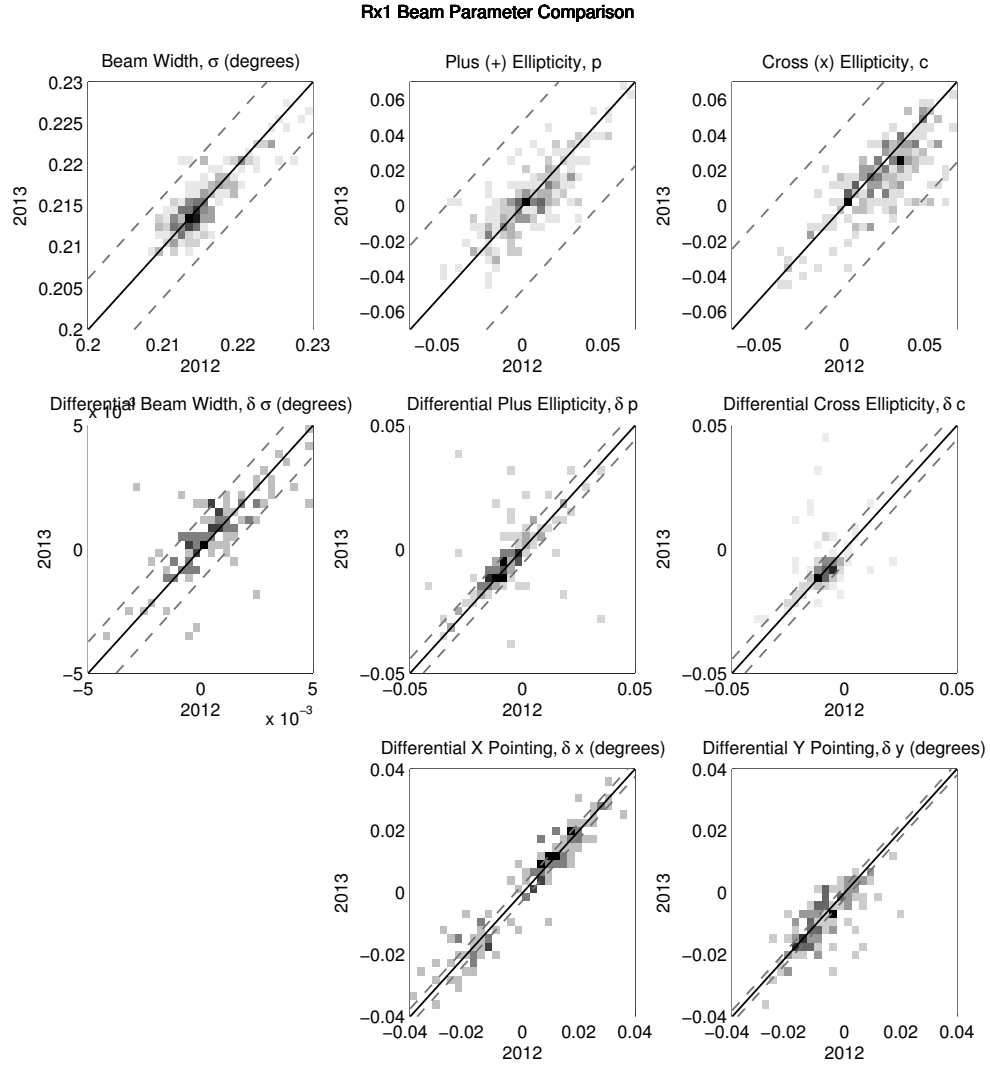 Rx1 Beam Parameter Comparison
Beam Width, σ (degrees)
0.23
0.225
0.22
0.215
0.21
0.205
0.2
2013
0.2 0.21 0.22 0.23
2012
Plus (+) Ellipticity, p
0.06
0.04
0.02
0
−0.02
−0.04
−0.06
2013
−0.05 0 0.05
2012
Cross (x) Ellipticity, c
0.06
0.04
0.02
0
−0.02
−0.04
−0.06
2013
−0.05 0 0.05
2012
Differential Beam Width, δ σ (degrees)
x 10⁻³
5
0
−5
2013
−5 0 5
2012
x 10⁻³
Differential Plus Ellipticity, δ p
0.05
0
−0.05
2013
−0.05 0 0.05
2012
Differential Cross Ellipticity, δ c
0.05
0
−0.05
2013
−0.05 0 0.05
2012
Differential X Pointing, δ x (degrees)
0.04
0.02
0
−0.02
−0.04
2013
−0.04 −0.02 0 0.02 0.04
2012
Differential Y Pointing, δ y (degrees)
0.04
0.02
0
−0.02
−0.04
2013
−0.04 −0.02 0 0.02 0.04
2012